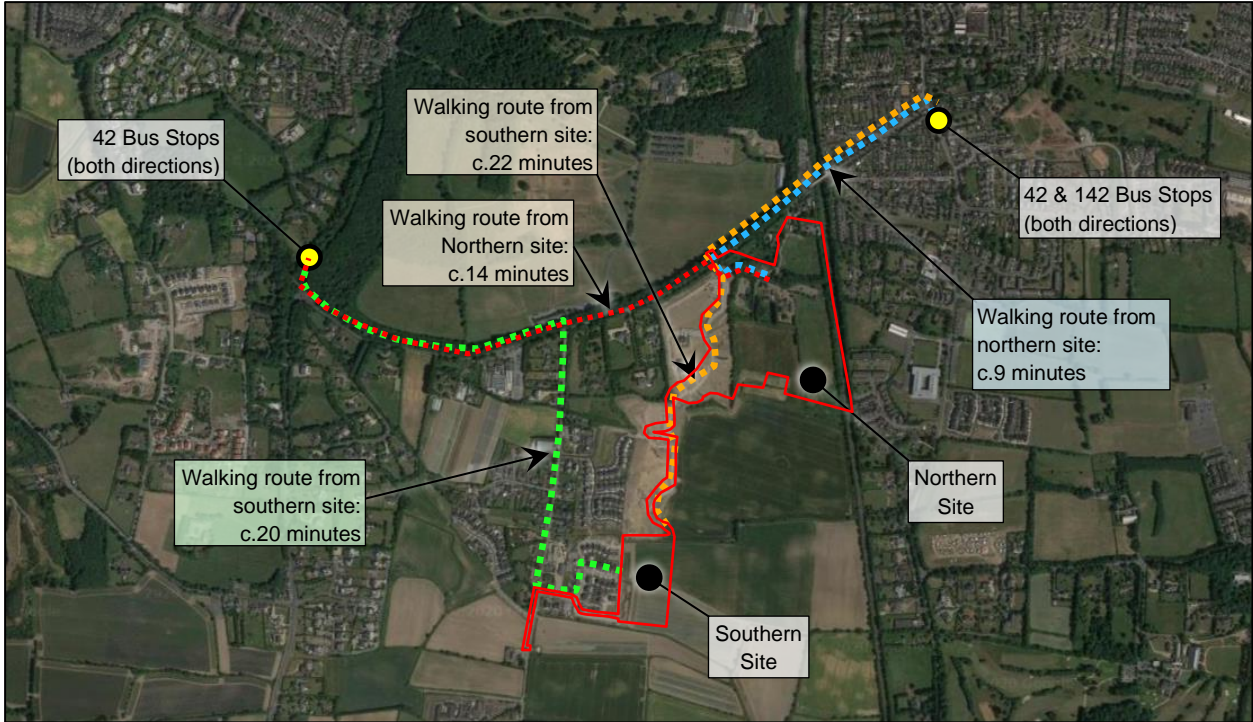 Walking route from
southern site:
c.22 minutes
42 Bus Stops
(both directions)
42 & 142 Bus Stops
(both directions)
Walking route from
Northern site:
c.14 minutes
Walking route from
northern site:
c.9 minutes
Walking route from
southern site:
c.20 minutes
Northern
Site
Southern
Site